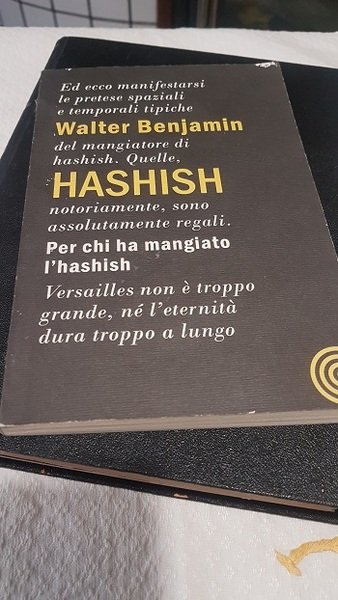 Ed ecco manifestarsi
le pretese spaziali
e temporali tipiche
Walter Benjamin
del mangiatore di
hashish. Quelle,
HASHISH
notoriamente, sono
assolutamente regali.
Per chi ha mangiato
l'hashish
Versailles non è troppo
grande, né l'eternità
dura troppo a lungo